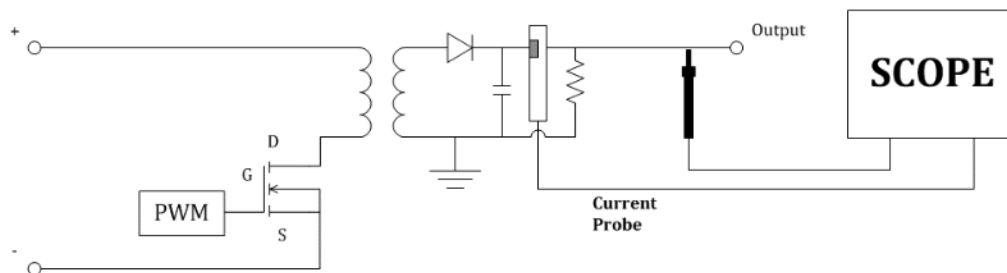 +
Output
SCOPE
D
G
PWM
S
Current
Probe
-